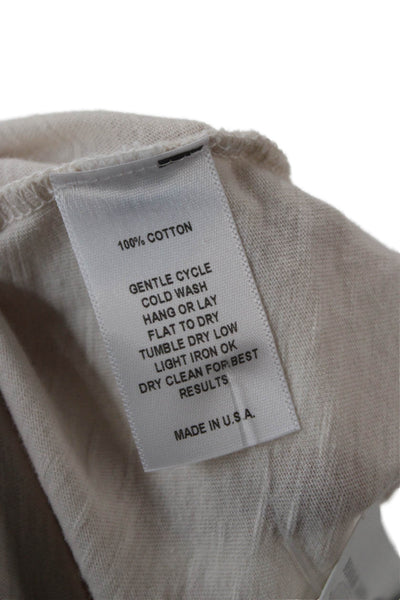 100% COTTON
GENTLE CYCLE
COLD WASH
HANG OR LAY
FLAT TO DRY
TUMBLE DRY LOW
LIGHT IRON OK
DRY CLEAN FOR BEST
RESULTS
MADE IN U.S.A.